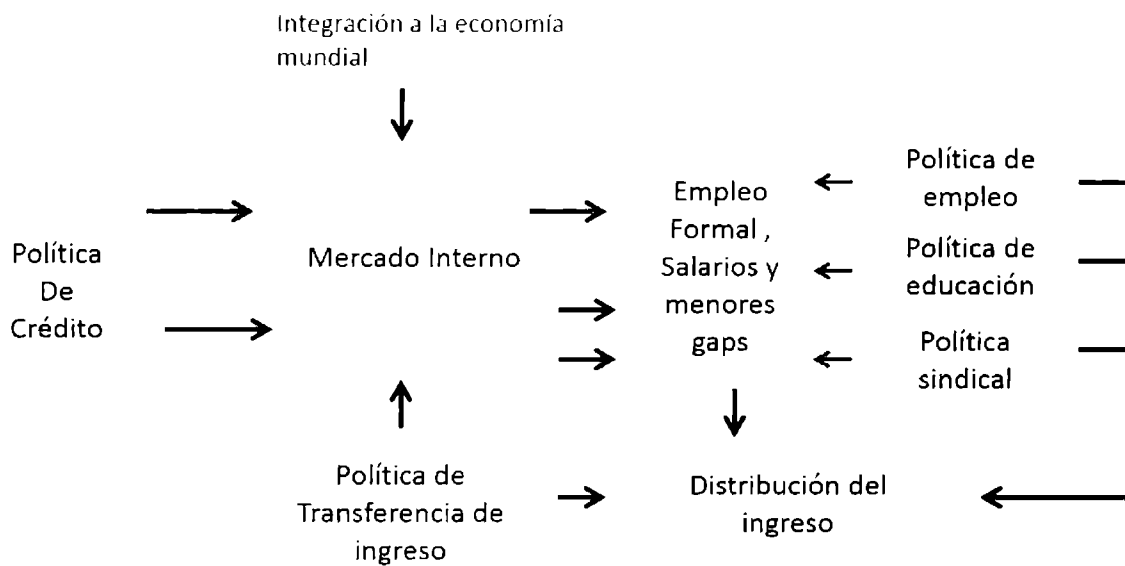 Integración a la economía
mundial
Política
De
Crédito
Mercado Interno
Empleo
Formal ,
Salarios y
menores
gaps
Política de
empleo
Política de
educación
Política
sindical
Política de
Transferencia de
ingreso
Distribución del
ingreso